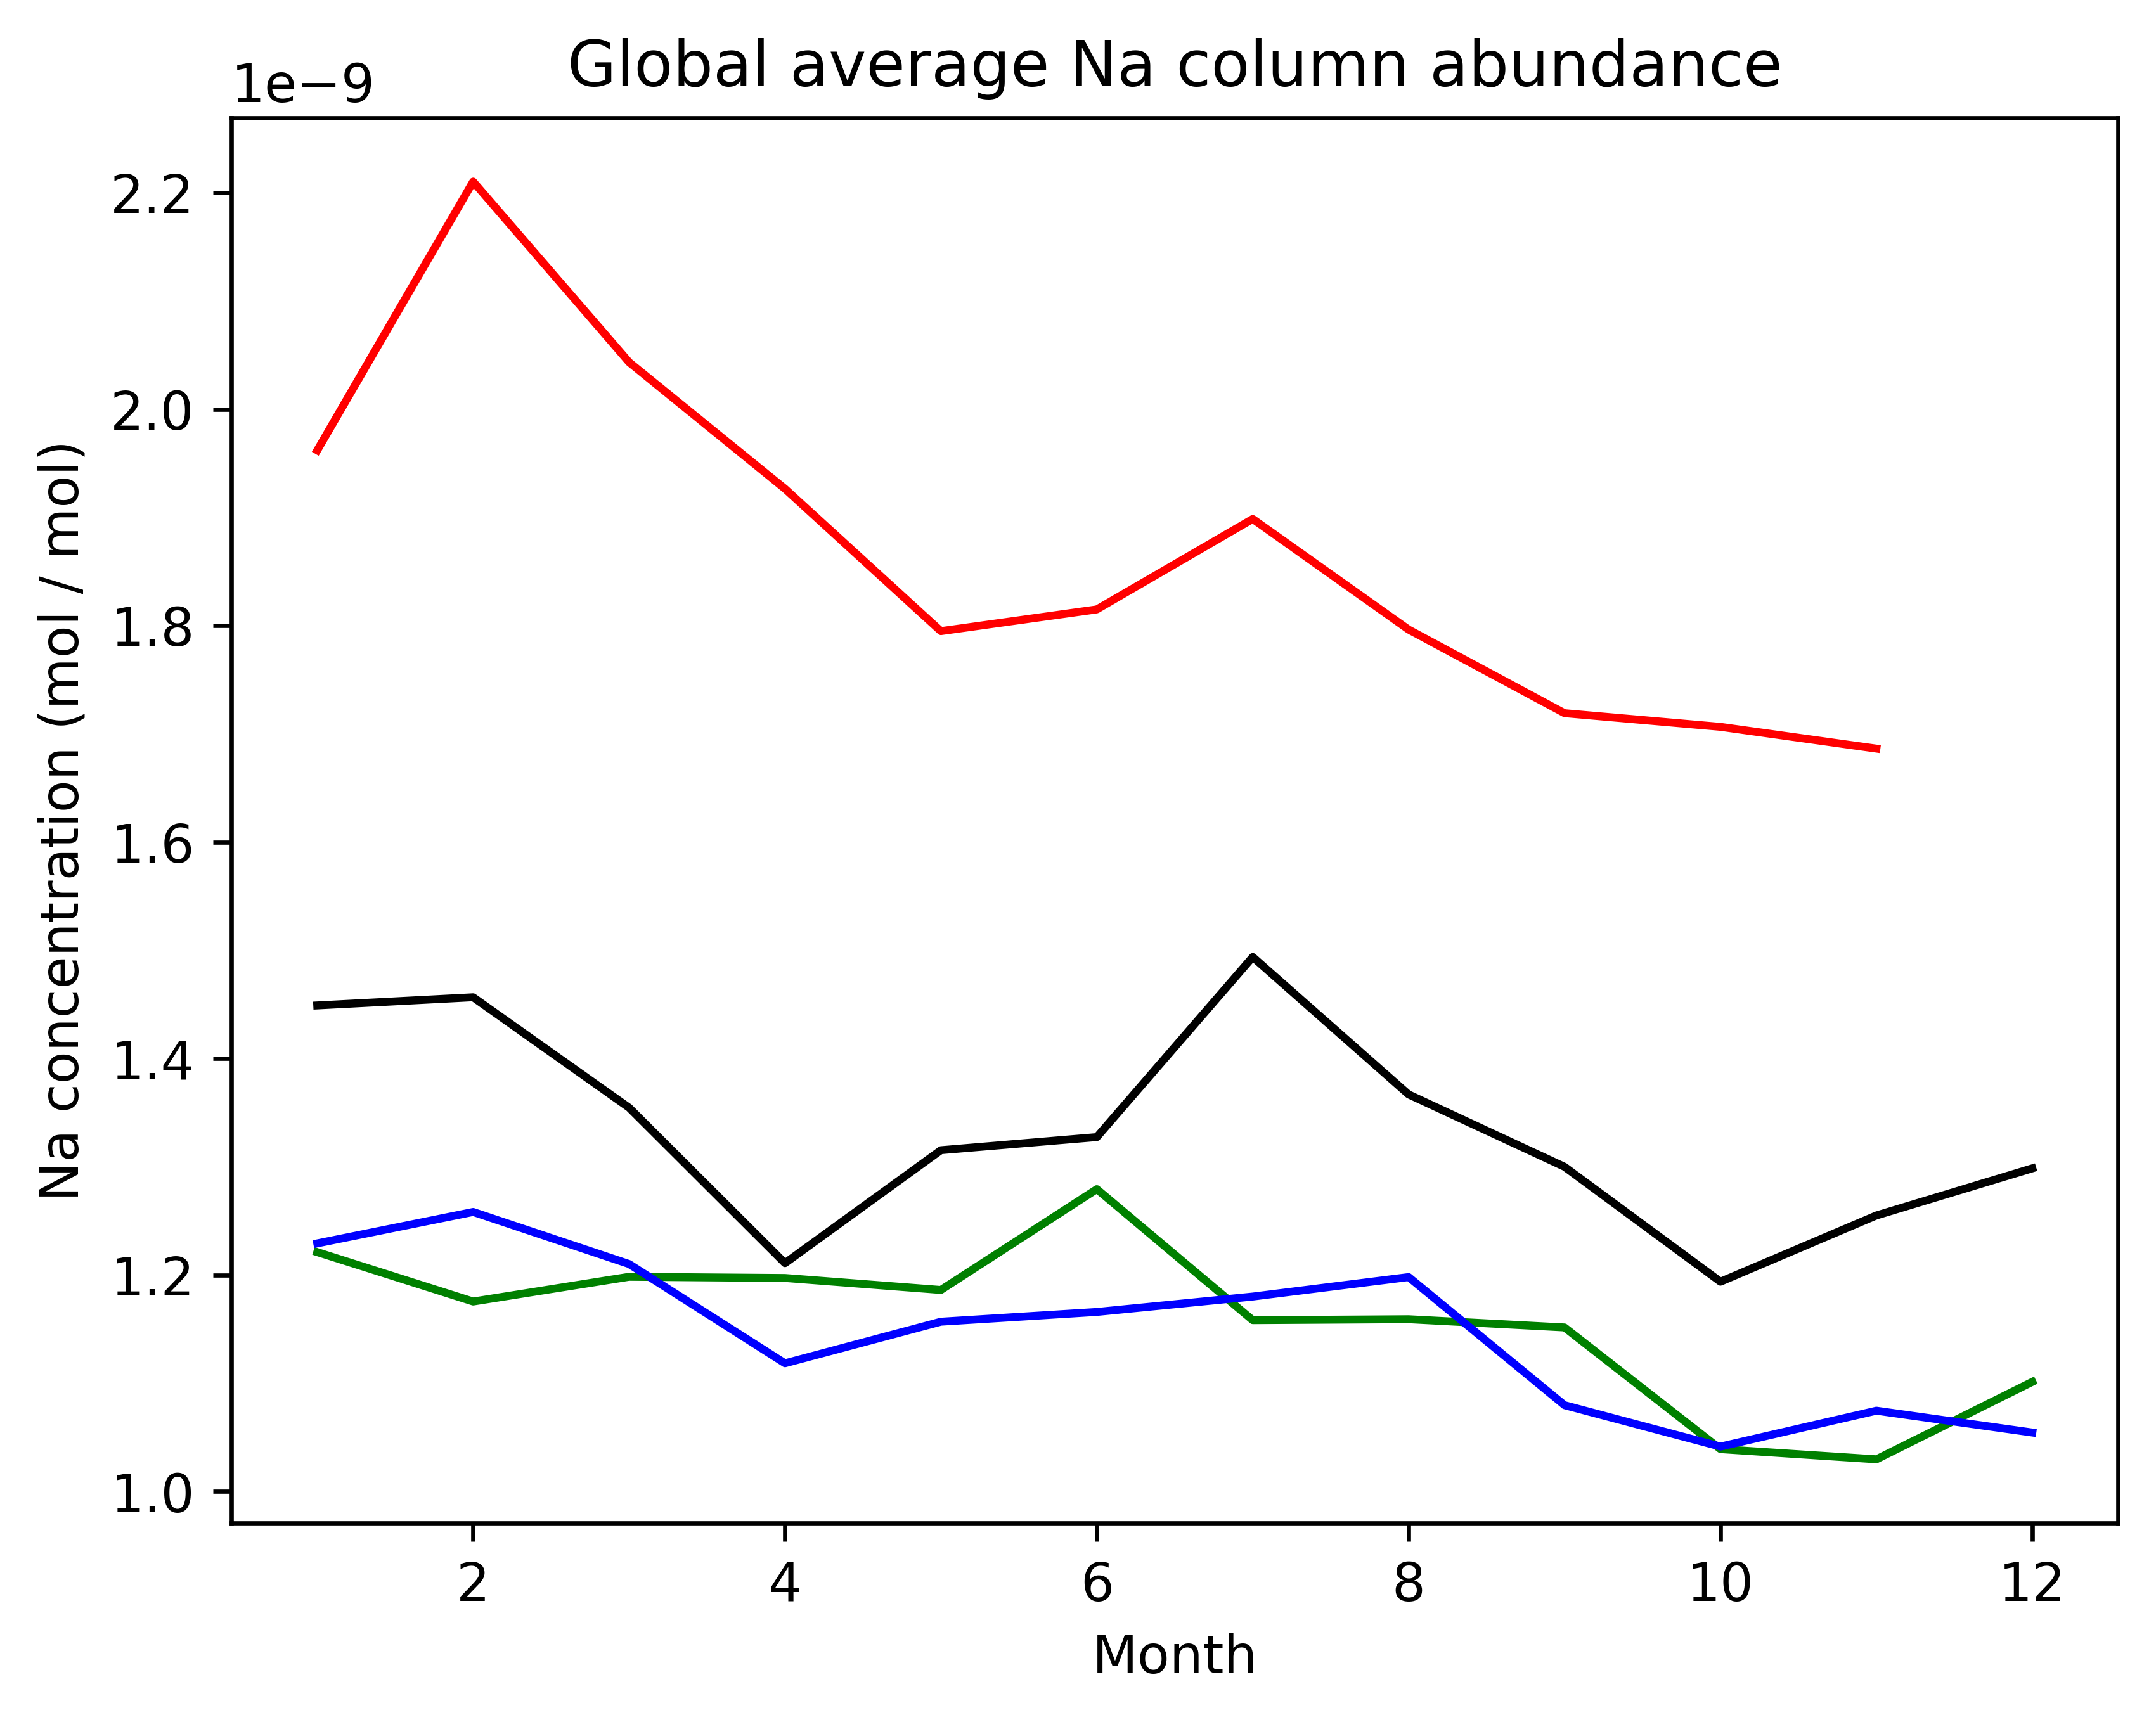 Global average Na column abundance
1e−9
2.2
2.0
1.8
1.6
1.4
1.2
1.0
Na concentration (mol / mol)
2 4 6 8 10 12
Month